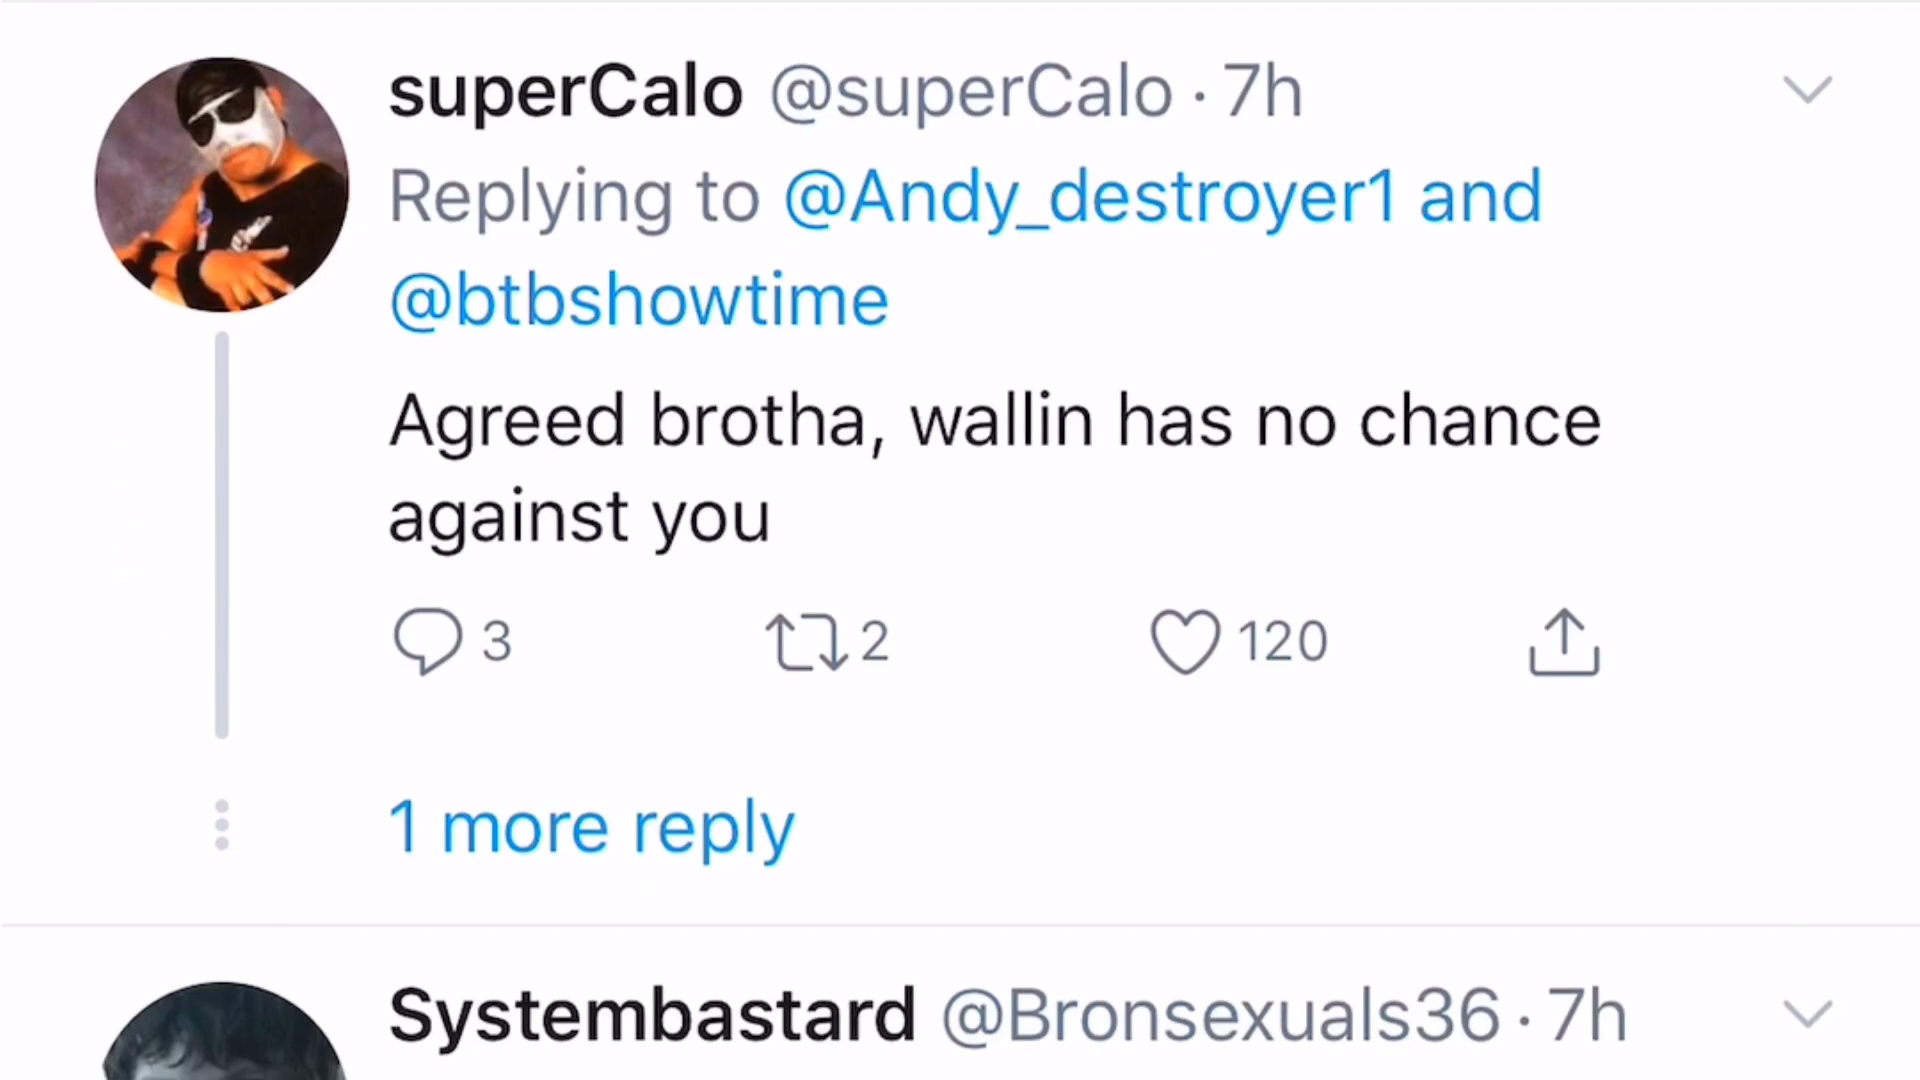 superCalo @superCalo · 7h
Replying to @Andy_destroyer1 and
@btbshowtime
Agreed brotha, wallin has no chance
against you
3 2 120
1 more reply
Systembastard @Bronsexuals36 · 7h